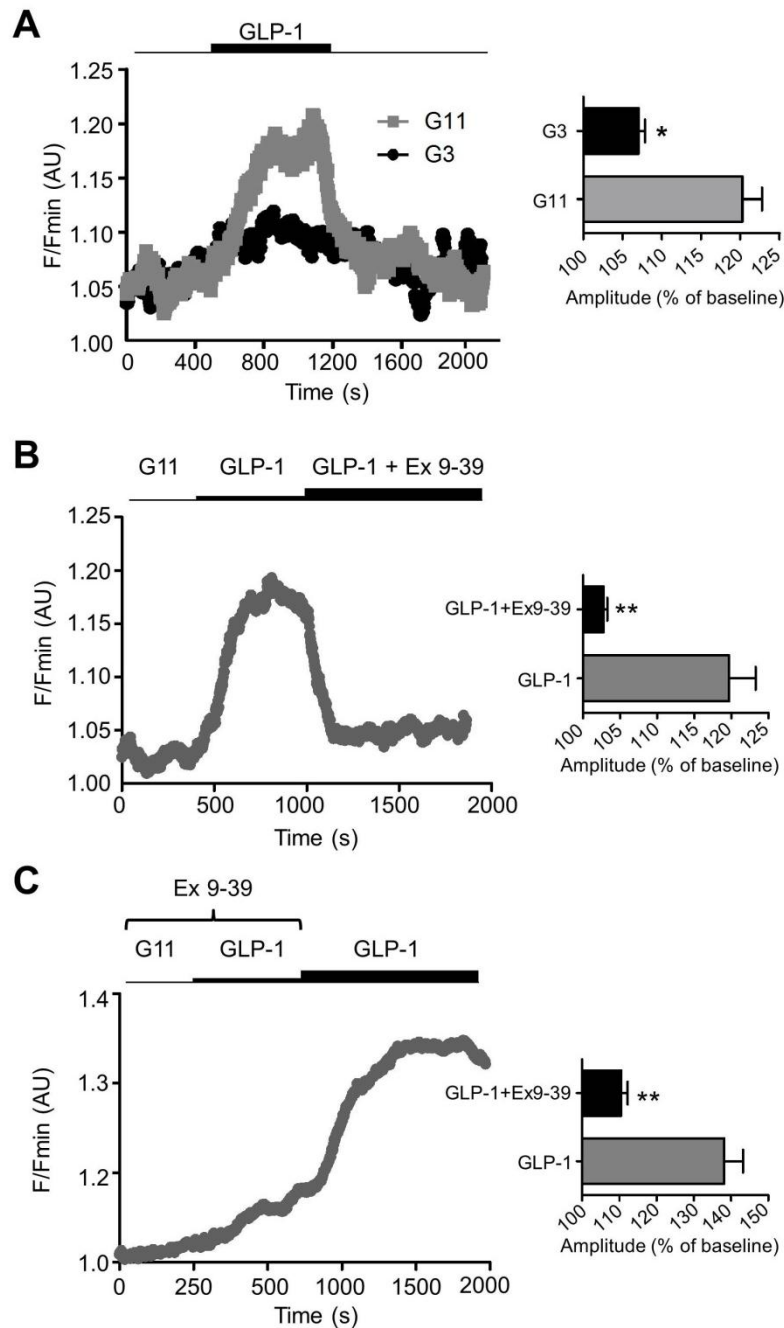 A
GLP-1
1.25
1.20
1.15
1.10
1.05
1.00
F/Fmin (AU)
G11
G3
0 400 800 1200 1600 2000
Time (s)
G3
*
G11
100 105 110 115 120 125
Amplitude (% of baseline)
B
G11 GLP-1 GLP-1 + Ex 9-39
1.25
1.20
1.15
1.10
1.05
1.00
F/Fmin (AU)
0 500 1000 1500 2000
Time (s)
GLP-1+Ex9-39
**
GLP-1
100 105 110 115 120 125
Amplitude (% of baseline)
C
Ex 9-39
G11 GLP-1 GLP-1
1.4
1.3
1.2
1.0
F/Fmin (AU)
0 250 500 1000 1500 2000
Time (s)
GLP-1+Ex9-39
**
GLP-1
100 110 120 130 140 150
Amplitude (% of baseline)